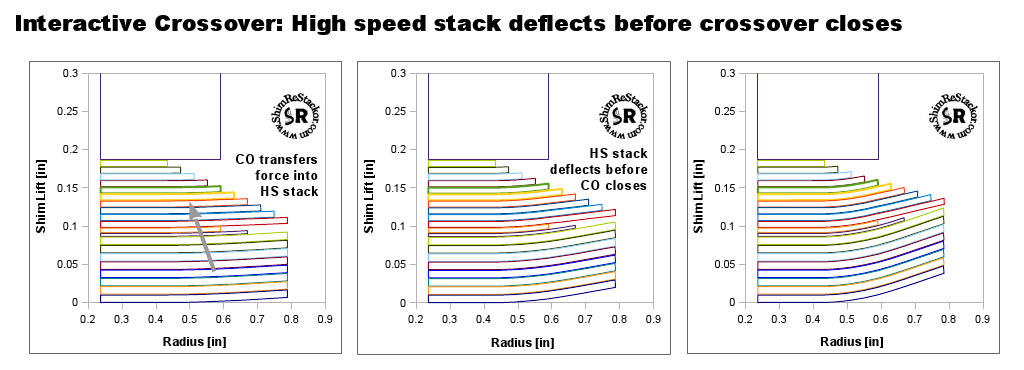 Interactive Crossover: High speed stack deflects before crossover closes
0.3
0.25
0.2
0.15
0.1
0.05
0
Shim Lift [in]
www.ShimReStackor.com
SR
CO transfers
force into
HS stack
0.2 0.3 0.4 0.5 0.6 0.7 0.8 0.9
Radius [in]
0.3
0.25
0.2
0.15
0.1
0.05
0
Shim Lift [in]
www.ShimReStackor.com
SR
HS stack
deflects before
CO closes
0.2 0.3 0.4 0.5 0.6 0.7 0.8 0.9
Radius [in]
0.3
0.25
0.2
0.15
0.1
0.05
0
Shim Lift [in]
www.ShimReStackor.com
SR
0.2 0.3 0.4 0.5 0.6 0.7 0.8 0.9
Radius [in]